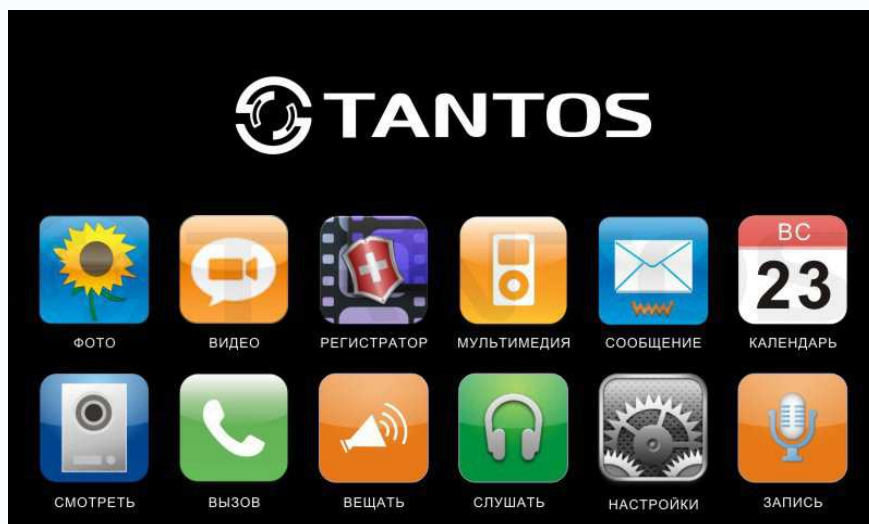 TANTOS
ВС
23
ФОТО ВИДЕО РЕГИСТРАТОР МУЛЬТИМЕДИЯ СООБЩЕНИЕ КАЛЕНДАРЬ
СМОТРЕТЬ ВЫЗОВ ВЕЩАТЬ СЛУШАТЬ НАСТРОЙКИ ЗАПИСЬ